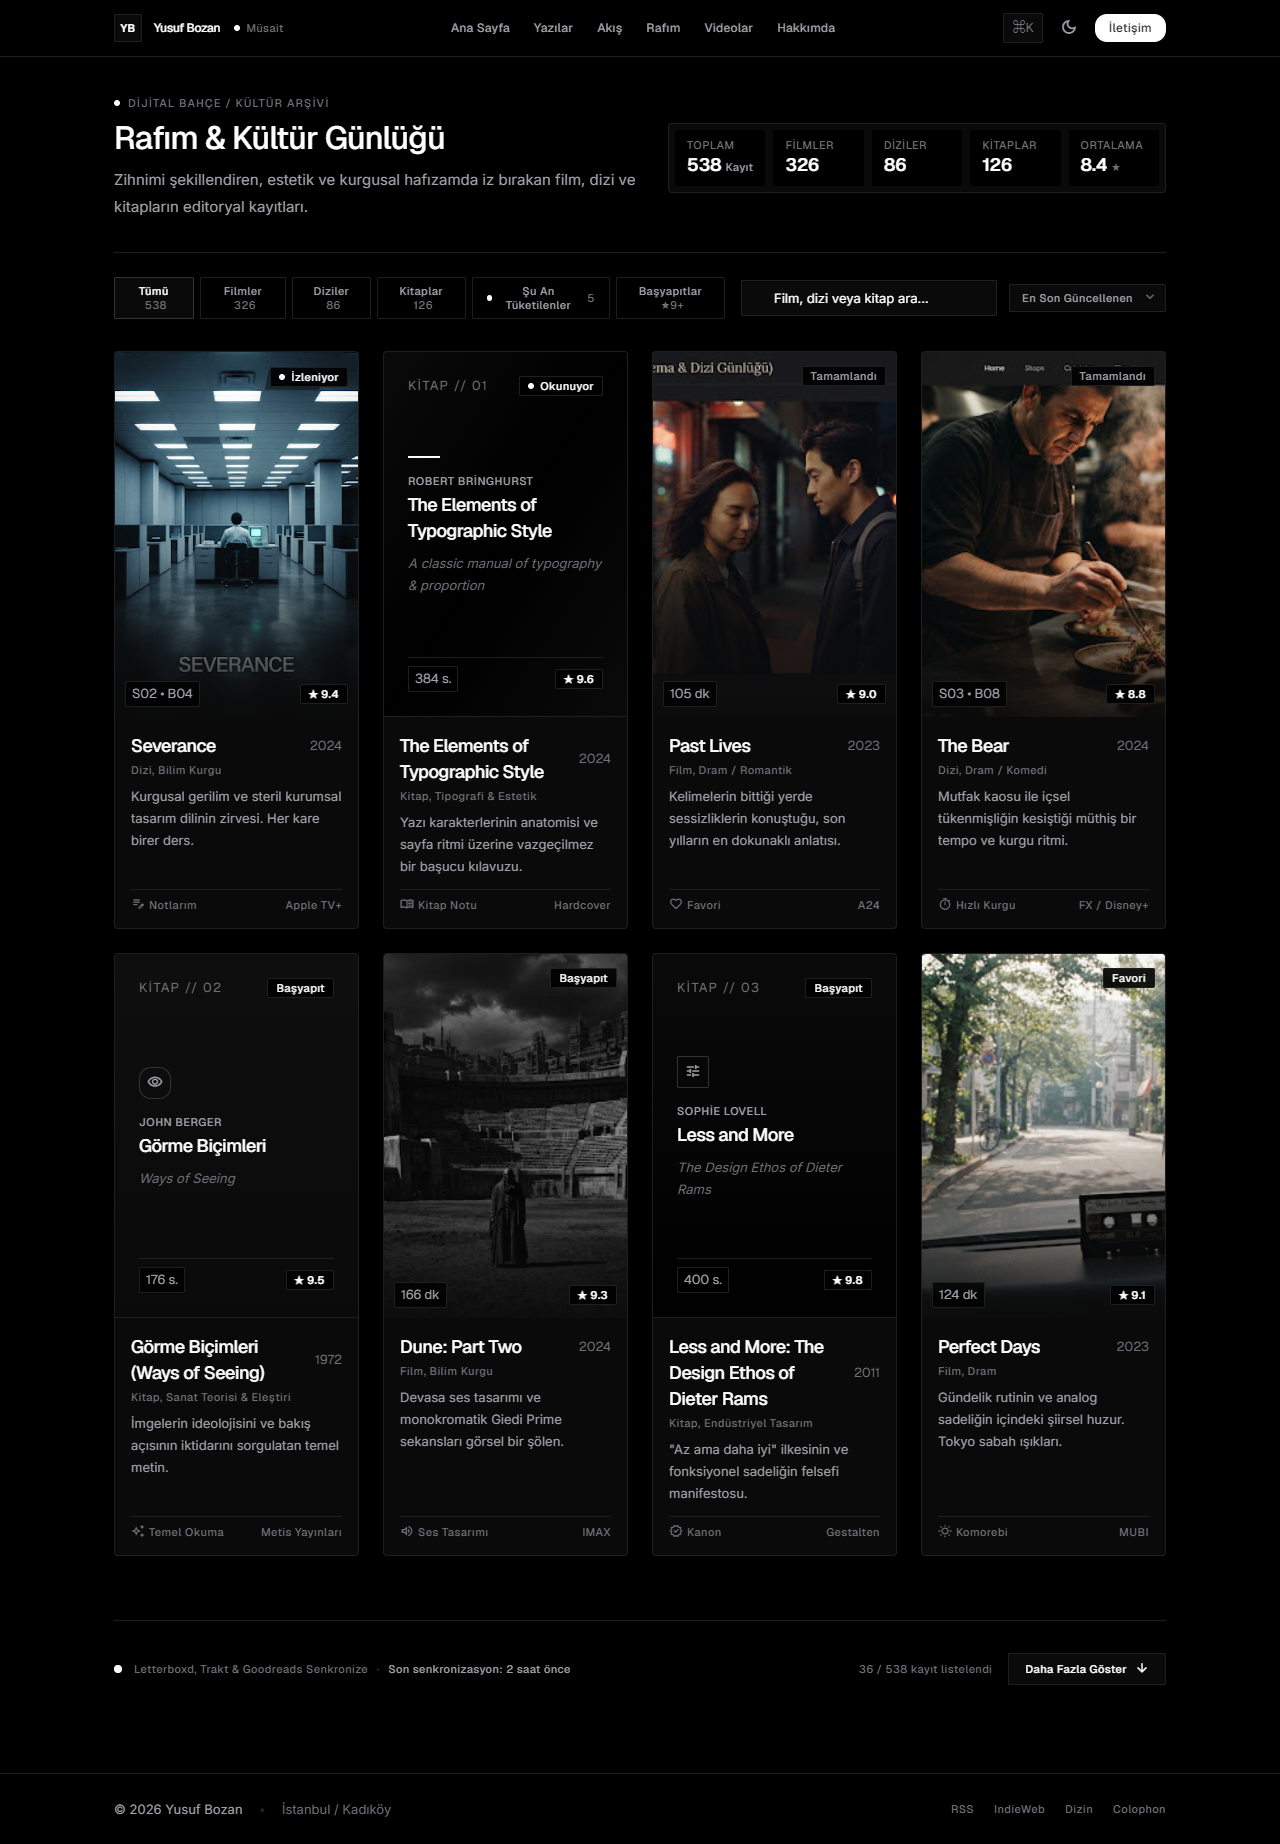 YB Yusuf Bozan Müsait Ana Sayfa Yazılar Akış Rafım Videolar Hakkımda ⌘K İletişim
DİJİTAL BAHÇE / KÜLTÜR ARŞİVİ
Rafım & Kültür Günlüğü
Zihnimi şekillendiren, estetik ve kurgusal hafızamda iz bırakan film, dizi ve
kitapların editoryal kayıtları.
TOPLAM FİLMLER DİZİLER KİTAPLAR ORTALAMA
538 Kayıt 326 86 126 8.4 ★
Tümü Filmler Diziler Kitaplar Şu An Başyapıtlar
538 326 86 126 Tüketilenler 5 ★9+
Film, dizi veya kitap ara...
En Son Güncellenen
İzleniyor
SEVERANCE
S02 • B04 ★ 9.4
Severance 2024
Dizi, Bilim Kurgu
Kurgusal gerilim ve steril kurumsal
tasarım dilinin zirvesi. Her kare
birer ders.
Notlarım Apple TV+
KİTAP // 01 Okunuyor
ROBERT BRİNGHURST
The Elements of
Typographic Style
A classic manual of typography
& proportion
384 s. ★ 9.6
The Elements of
Typographic Style 2024
Kitap, Tipografi & Estetik
Yazı karakterlerinin anatomisi ve
sayfa ritmi üzerine vazgeçilmez
bir başucu kılavuzu.
Kitap Notu Hardcover
ema & Dizi Günlüğü)
Tamamlandı
105 dk ★ 9.0
Past Lives 2023
Film, Dram / Romantik
Kelimelerin bittiği yerde
sessizliklerin konuştuğu, son
yılların en dokunaklı anlatısı.
Favori A24
Home
Tamamlandı
S03 • B08 ★ 8.8
The Bear 2024
Dizi, Dram / Komedi
Mutfak kaosu ile içsel
tükenmişliğin kesiştiği müthiş bir
tempo ve kurgu ritmi.
Hızlı Kurgu FX / Disney+
KİTAP // 02 Başyapıt
JOHN BERGER
Görme Biçimleri
Ways of Seeing
176 s. ★ 9.5
Görme Biçimleri
(Ways of Seeing) 1972
Kitap, Sanat Teorisi & Eleştiri
İmgelerin ideolojisini ve bakış
açısının iktidarını sorgulatan temel
metin.
Temel Okuma Metis Yayınları
Başyapıt
166 dk ★ 9.3
Dune: Part Two 2024
Film, Bilim Kurgu
Devasa ses tasarımı ve
monokromatik Giedi Prime
sekansları görsel bir şölen.
Ses Tasarımı IMAX
KİTAP // 03 Başyapıt
SOPHİE LOVELL
Less and More
The Design Ethos of Dieter
Rams
400 s. ★ 9.8
Less and More: The
Design Ethos of
Dieter Rams 2011
Kitap, Endüstriyel Tasarım
"Az ama daha iyi" ilkesinin ve
fonksiyonel sadeliğin felsefi
manifestosu.
Kanon Gestalten
Favori
124 dk ★ 9.1
Perfect Days 2023
Film, Dram
Gündelik rutinin ve analog
sadeliğin içindeki şiirsel huzur.
Tokyo sabah ışıkları.
Komorebi MUBI
Letterboxd, Trakt & Goodreads Senkronize • Son senkronizasyon: 2 saat önce
36 / 538 kayıt listelendi Daha Fazla Göster ↓
© 2026 Yusuf Bozan • İstanbul / Kadıköy RSS IndieWeb Dizin Colophon